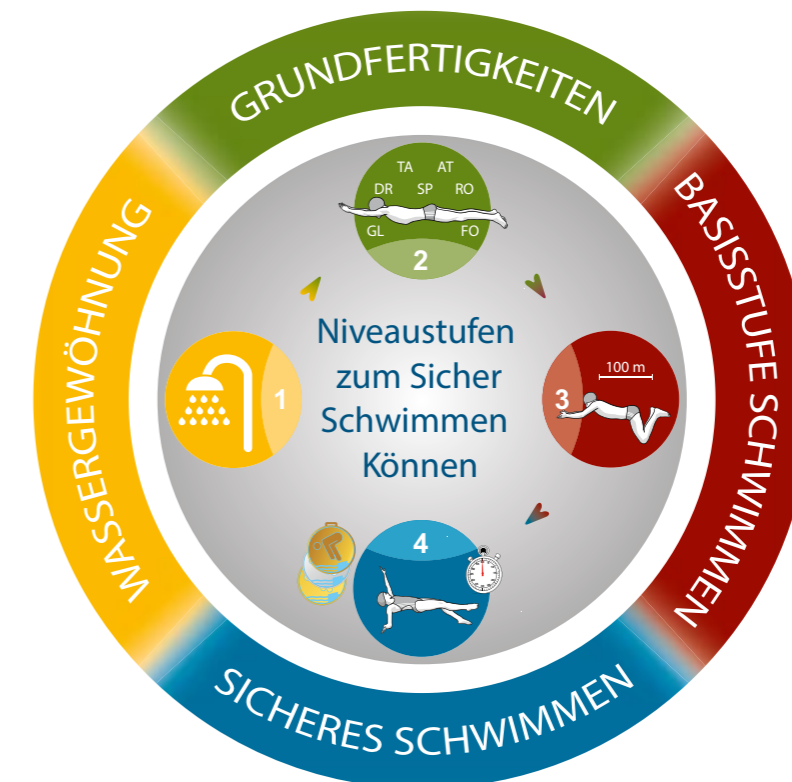 GRUNDFERTIGKEITEN
BASISSTUFE SCHWIMMEN
SICHERES SCHWIMMEN
WASSERGEWÖHNUNG
TA AT
DR SP RO
GL FO
2
Niveaustufen
zum Sicher
Schwimmen
Können
1
100 m
3
4